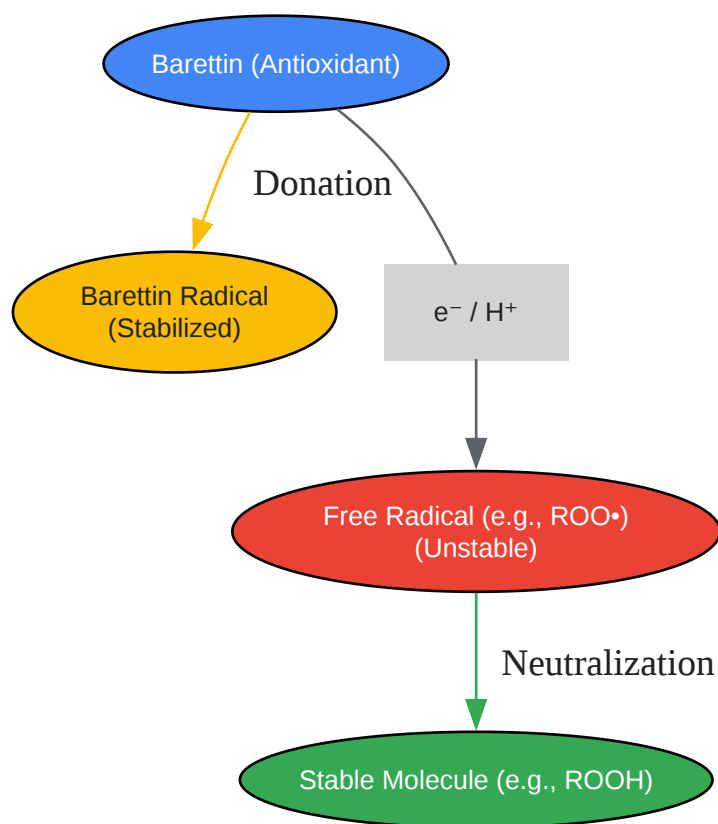 Barettin (Antioxidant)
Donation
Barettin Radical
(Stabilized)
e⁻ / H⁺
Free Radical (e.g., ROO•)
(Unstable)
Neutralization
Stable Molecule (e.g., ROOH)